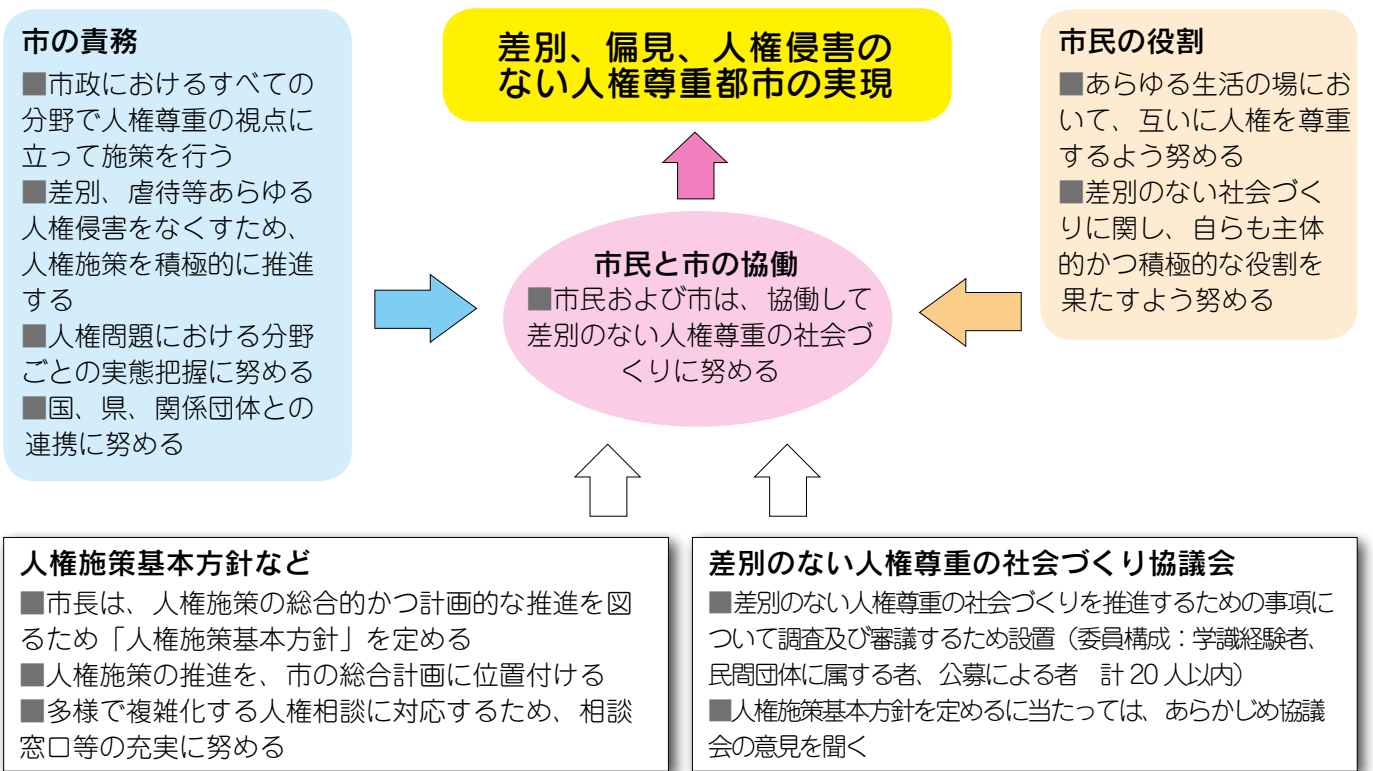 市の責務
■市政におけるすべての
分野で人権尊重の視点に
立って施策を行う
■差別、虐待等あらゆる
人権侵害をなくすため、
人権施策を積極的に推進
する
■人権問題における分野
ごとの実態把握に努める
■国、県、関係団体との
連携に努める
差別、偏見、人権侵害の
ない人権尊重都市の実現
市民の役割
■あらゆる生活の場にお
いて、互いに人権を尊重
するよう努める
■差別のない社会づく
りに関し、自らも主体
的かつ積極的な役割を
果たすよう努める
市民と市の協働
■市民および市は、協働して
差別のない人権尊重の社会づ
くりに努める
人権施策基本方針など
■市長は、人権施策の総合的かつ計画的な推進を図
るため「人権施策基本方針」を定める
■人権施策の推進を、市の総合計画に位置付ける
■多様で複雑化する人権相談に対応するため、相談
窓口等の充実に努める
差別のない人権尊重の社会づくり協議会
■差別のない人権尊重の社会づくりを推進するための事項に
ついて調査及び審議するため設置（委員構成：学識経験者、
民間団体に属する者、公募による者　計 20 人以内）
■人権施策基本方針を定めるに当たっては、あらかじめ協議
会の意見を聞く